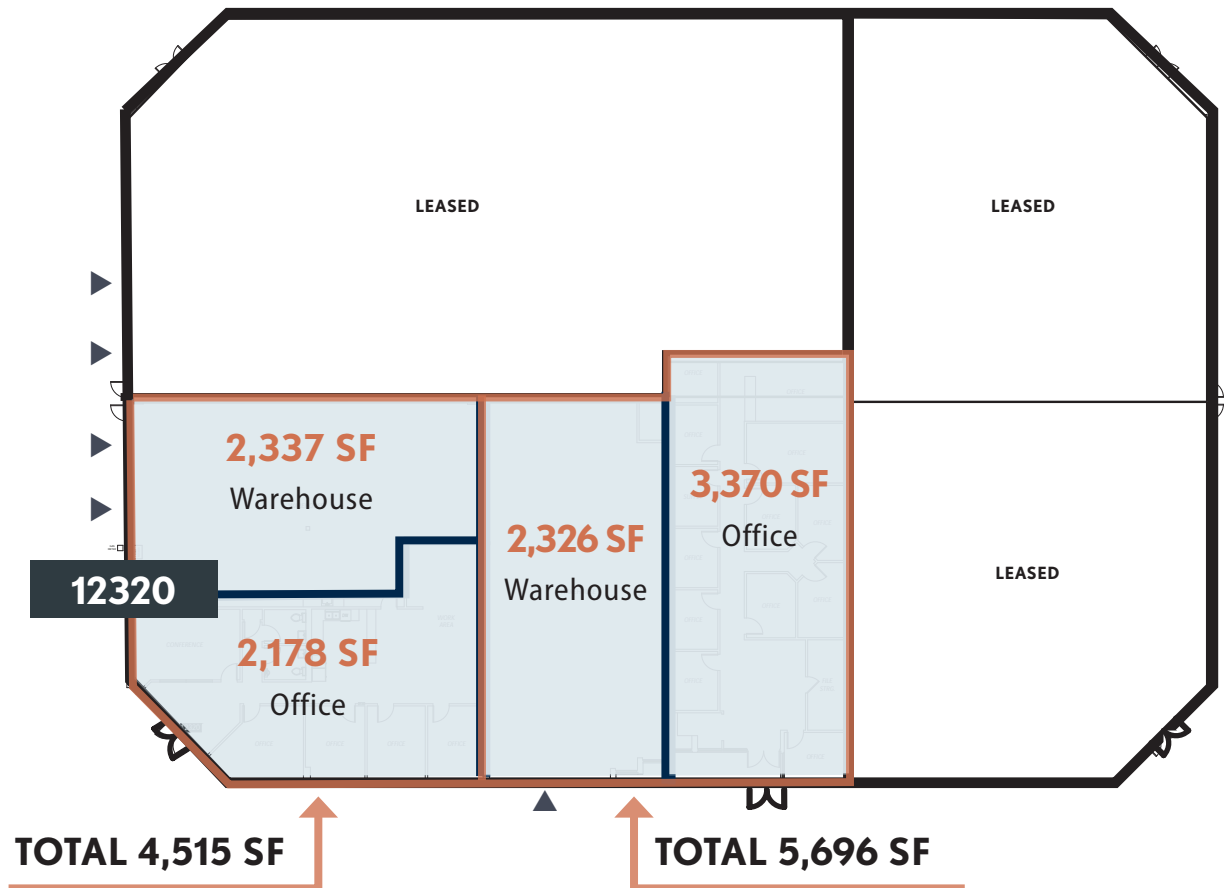 LEASED
LEASED
2,337 SF
Warehouse
3,370 SF
Office
2,326 SF
Warehouse
LEASED
12320
2,178 SF
Office
TOTAL 4,515 SF
TOTAL 5,696 SF